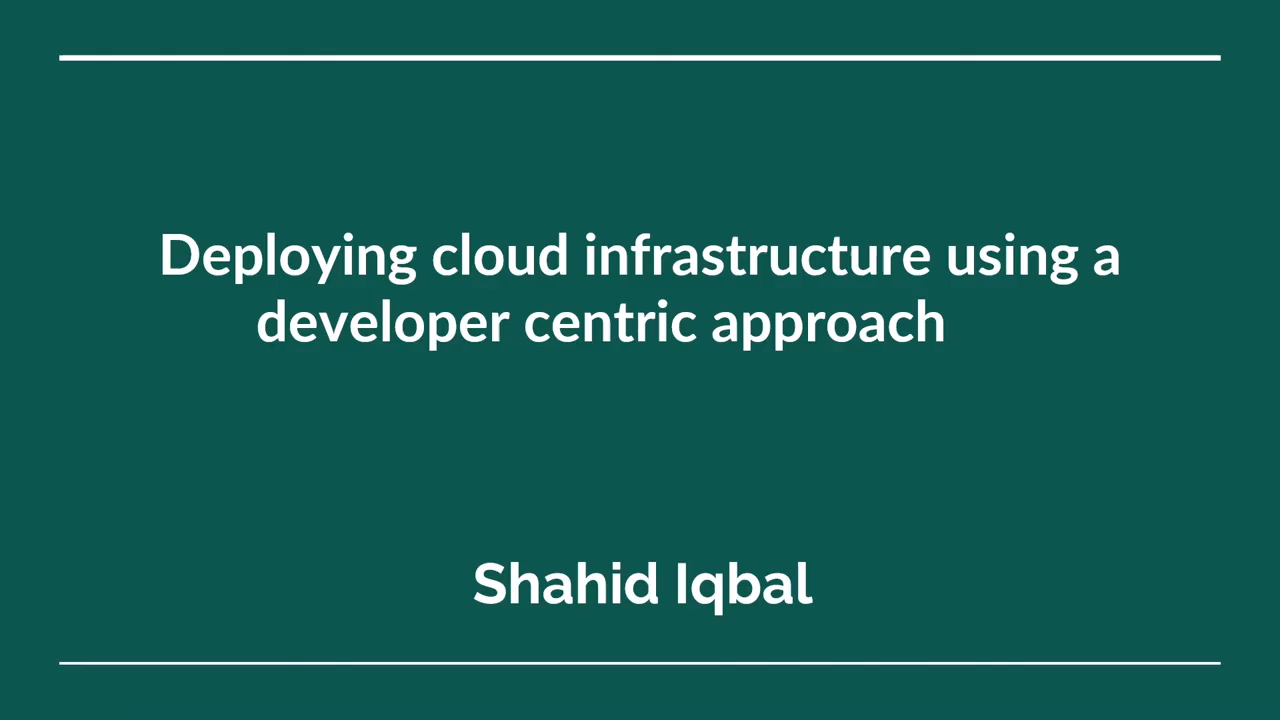 Deploying cloud infrastructure using a
developer centric approach
Shahid Iqbal